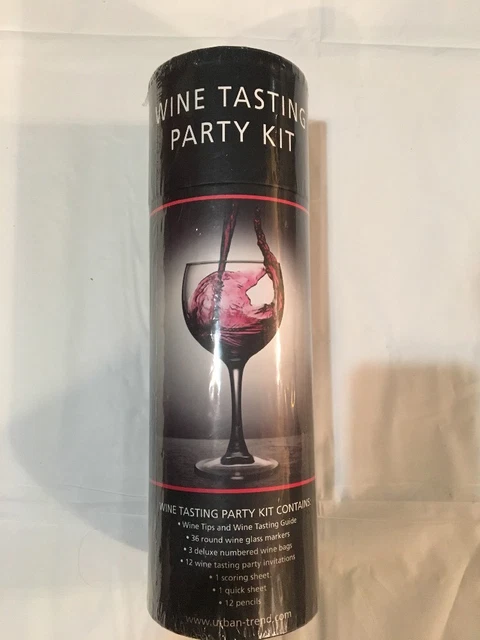 WINE TASTING
PARTY KIT
WINE TASTING PARTY KIT CONTAINS
• Wine Tips and Wine Tasting Guide
• 36 round wine glass markers
• 3 deluxe numbered wine bags
• 12 wine tasting party invitations
• 1 scoring sheet
• 1 quick sheet
• 12 pencils
www.urban-trend.com